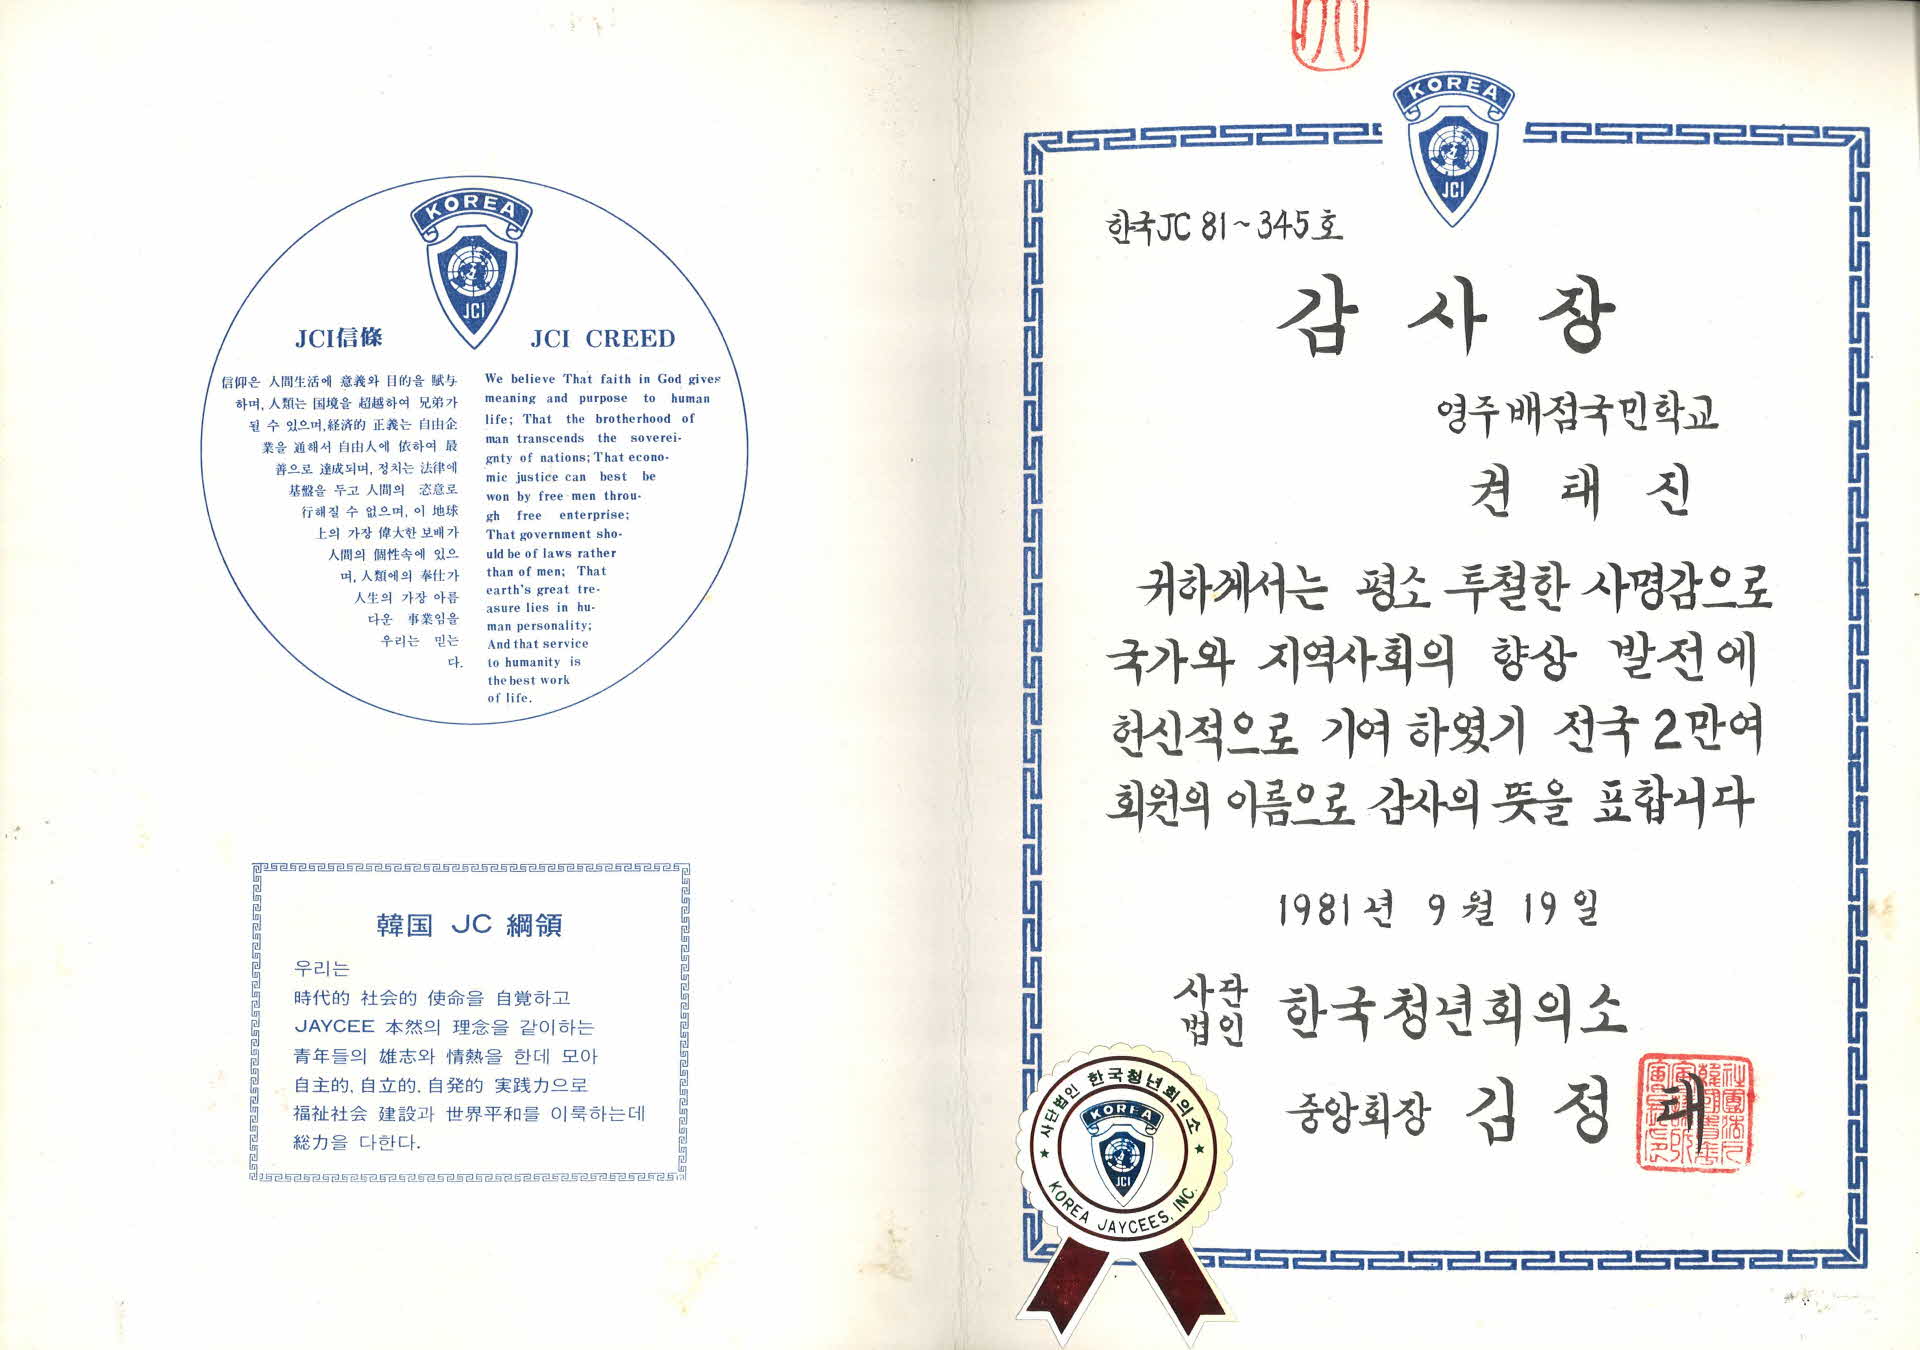 KOREA
JCI
JCI信條
信仰은 人間生活에 意義와 目的을 賦与
하며, 人類는 国境을 超越하여 兄弟가
될 수 있으며, 経済的 正義는 自由企
業을 通해서 自由人에 依하여 最
善으로 達成되며, 정치는 法律에
基盤을 두고 人間의 恣意로
行해질 수 없으며, 이 地球
上의 가장 偉大한 보배가
人間의 個性속에 있으
며, 人類에의 奉仕가
人生의 가장 아름
다운 事業임을
우리는 믿는
다.
JCI CREED
We believe That faith in God gives
meaning and purpose to human
life; That the brotherhood of
man transcends the soverei-
gnty of nations; That econo-
mic justice can best be
won by free men throu-
gh free enterprise;
That government sho-
uld be of laws rather
than of men; That
earth's great tre-
asure lies in hu-
man personality;
And that service
to humanity is
the best work
of life.
韓国 JC 綱領
우리는
時代的 社会的 使命을 自覚하고
JAYCEE 本然의 理念을 같이하는
青年들의 雄志와 情熱을 한데 모아
自主的, 自立的, 自発的 実践力으로
福祉社会 建設과 世界平和를 이룩하는데
総力을 다한다.
KOREA
JCI
한국JC 81~345호
감 사 장
영주배점국민학교
권 태 진
귀하께서는 평소 투철한 사명감으로
국가와 지역사회의 향상 발전에
헌신적으로 기여 하였기 전국 2만여
회원의 이름으로 감사의 뜻을 표합니다
1981년 9월 19일
사단법인 한국청년회의소
중앙회장 김 정 태
사단법인 한국청년회의소
KOREA
JCI
KOREA JAYCEES, INC.